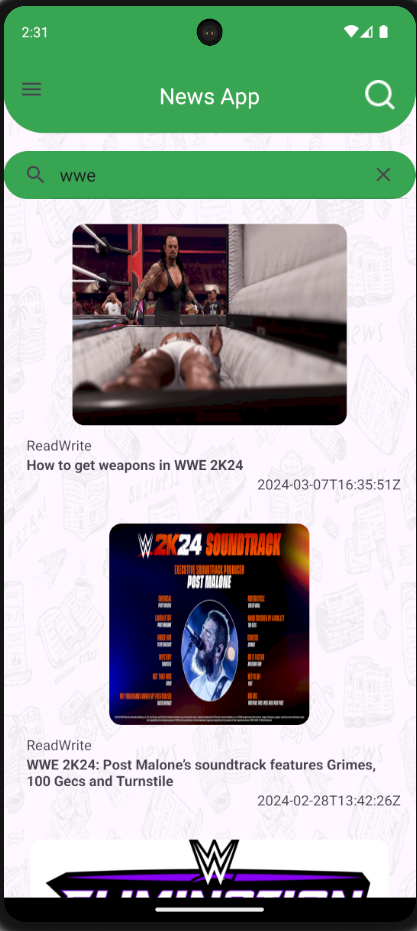 2:31
News App
wwe
ReadWrite
How to get weapons in WWE 2K24
2024-03-07T16:35:51Z
W 2K24 SOUNDTRACK
EXECUTIVE SOUNDTRACK PRODUCER
POST MALONE
ReadWrite
WWE 2K24: Post Malone's soundtrack features Grimes,
100 Gecs and Turnstile
2024-02-28T13:42:26Z
W
ELIMINATION